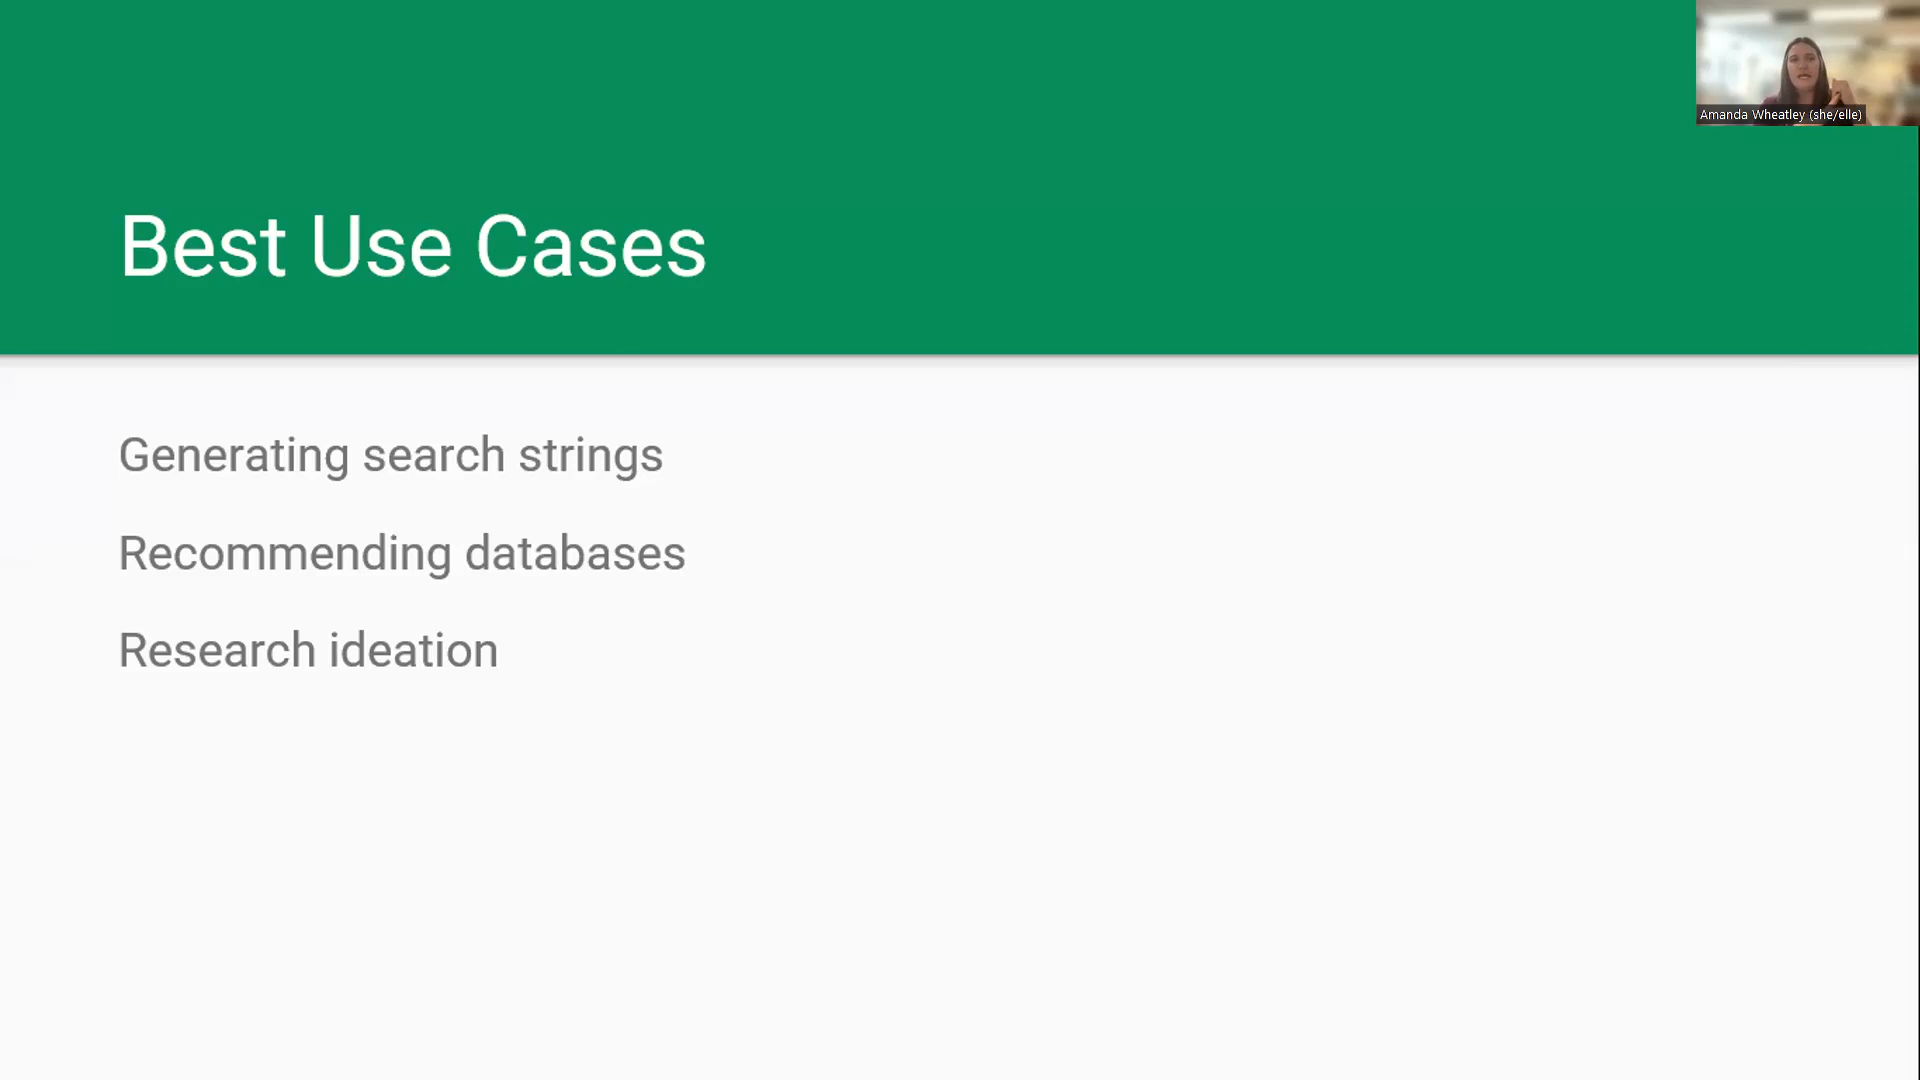 Amanda Wheatley (she/elle)
Best Use Cases
Generating search strings
Recommending databases
Research ideation